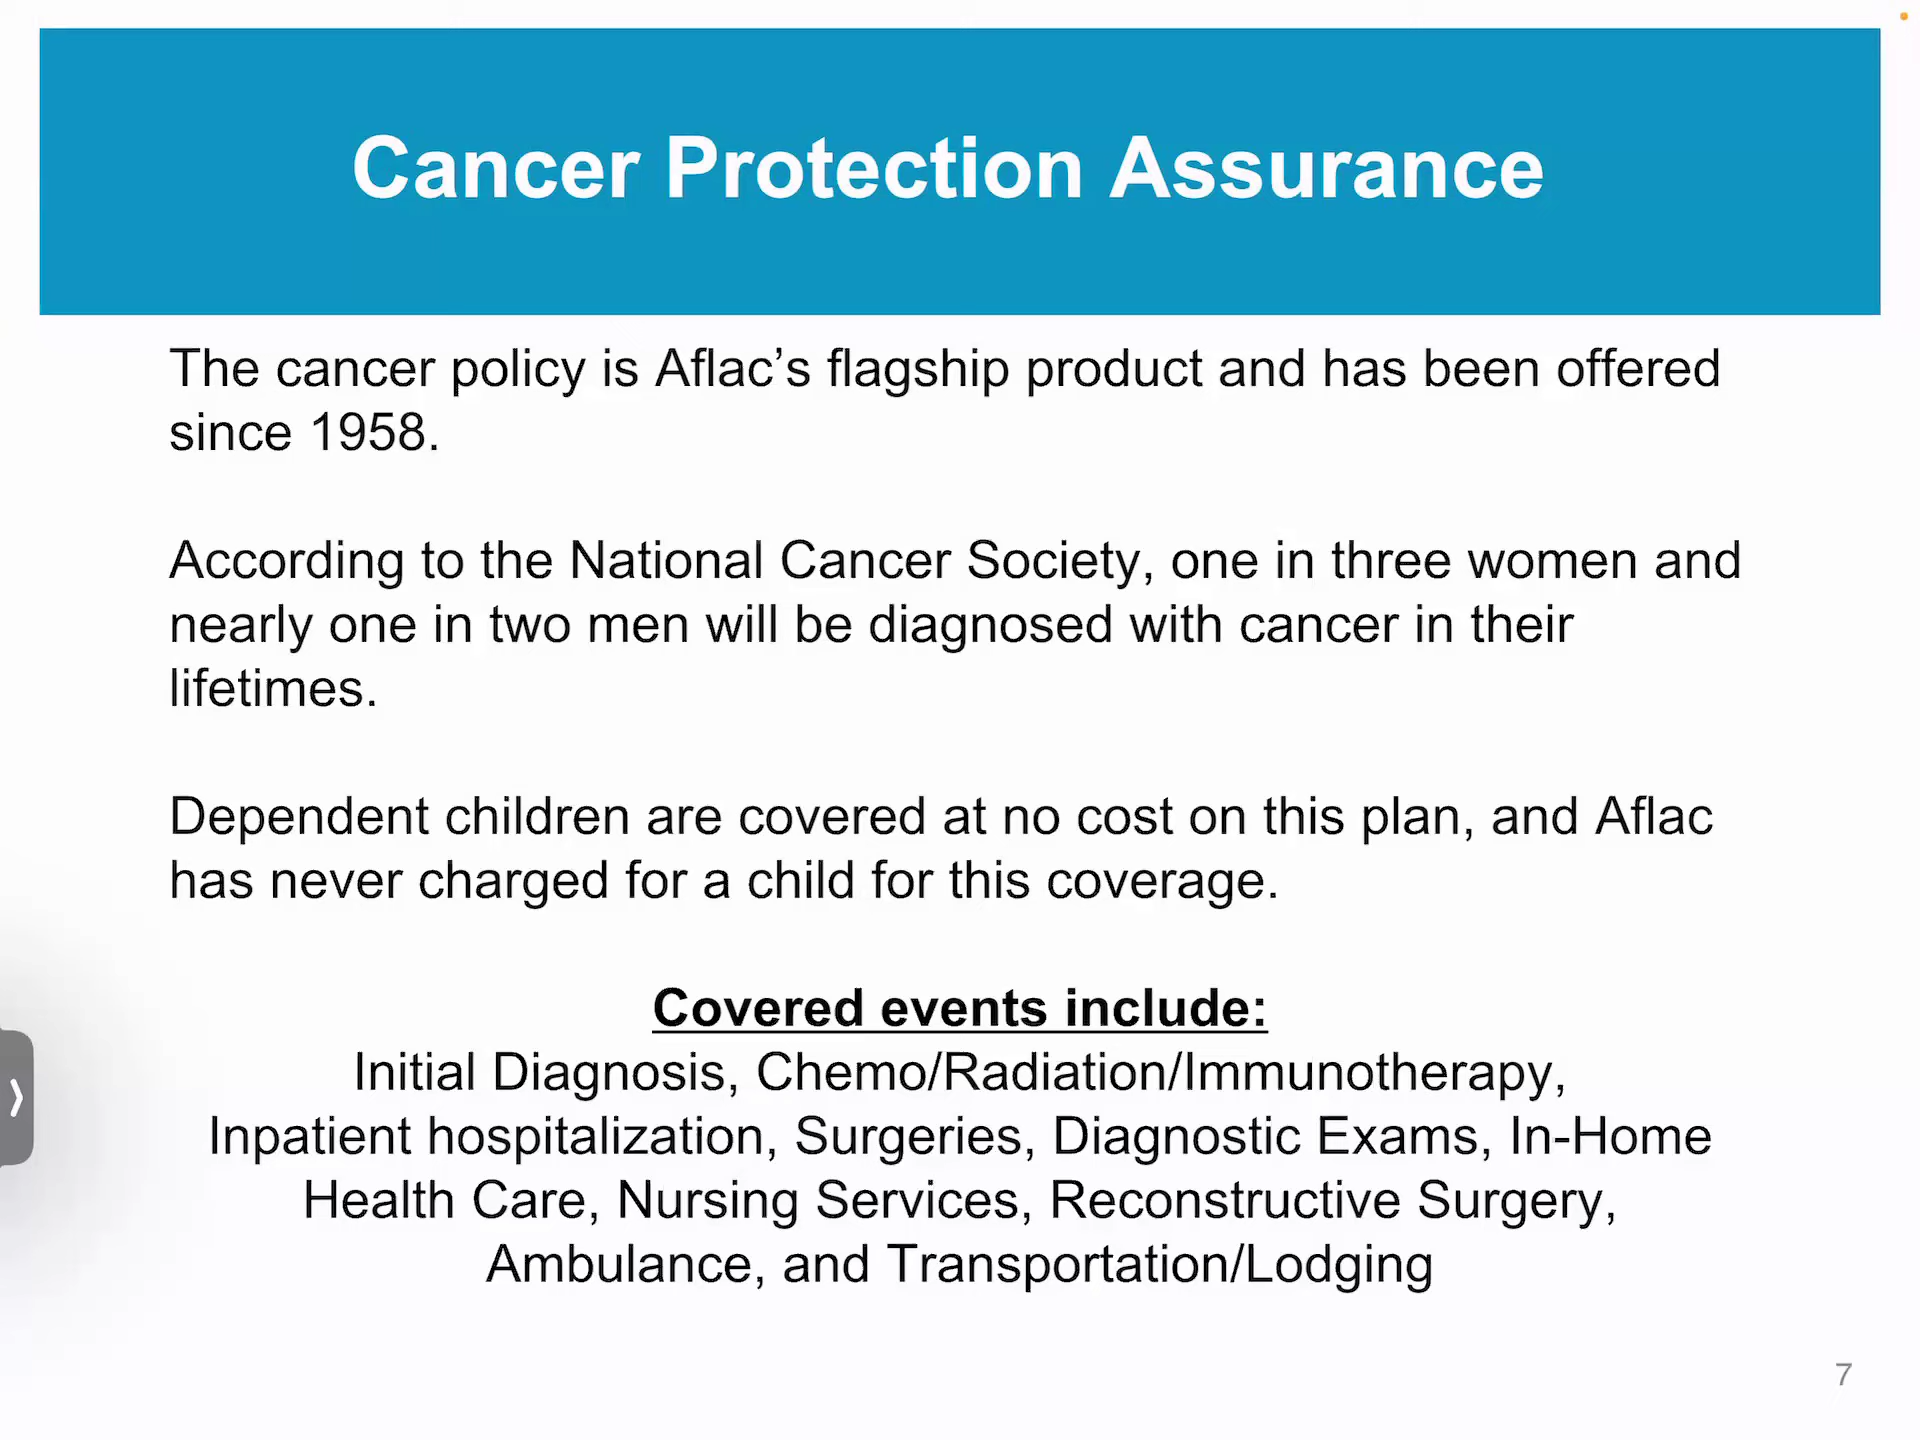 Cancer Protection Assurance
The cancer policy is Aflac’s flagship product and has been offered
since 1958.
According to the National Cancer Society, one in three women and
nearly one in two men will be diagnosed with cancer in their
lifetimes.
Dependent children are covered at no cost on this plan, and Aflac
has never charged for a child for this coverage.
Covered events include:
Initial Diagnosis, Chemo/Radiation/Immunotherapy,
Inpatient hospitalization, Surgeries, Diagnostic Exams, In-Home
Health Care, Nursing Services, Reconstructive Surgery,
Ambulance, and Transportation/Lodging
7